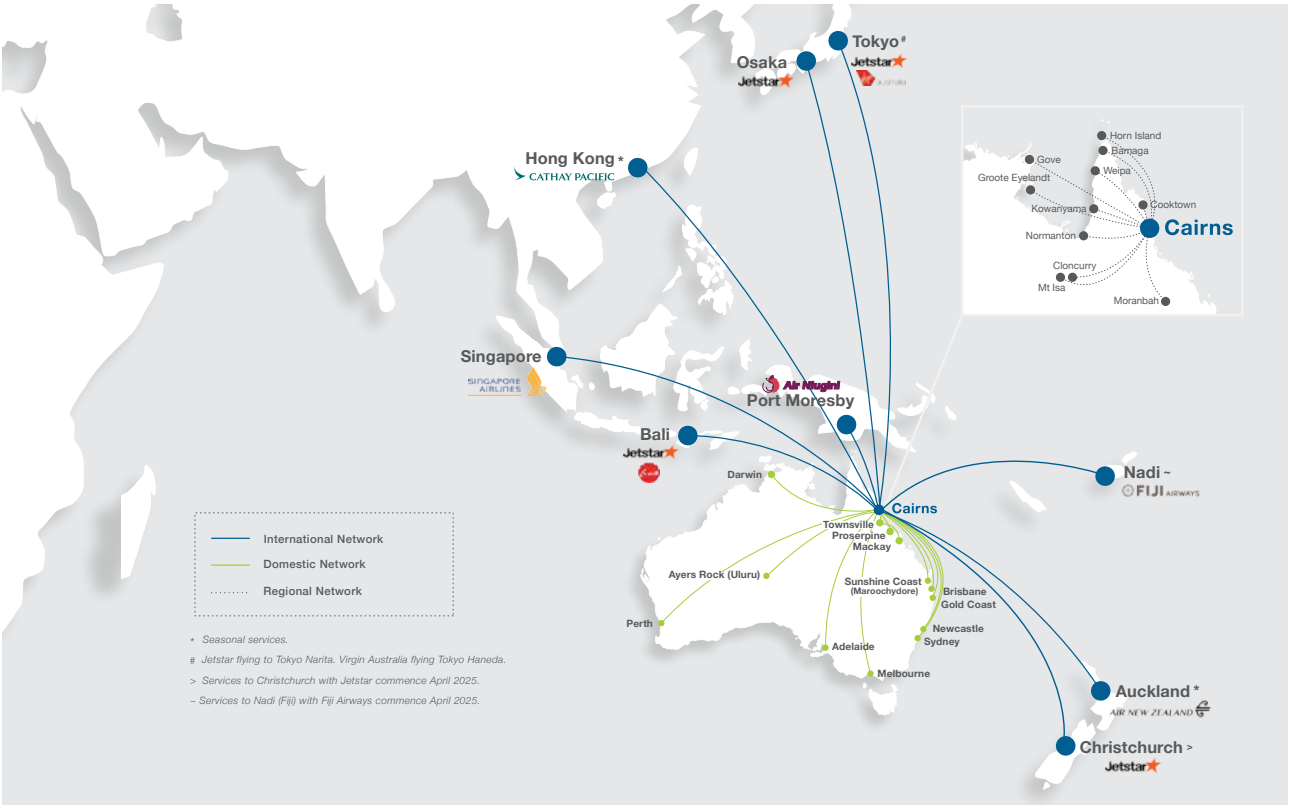 Tokyo #
Jetstar
australia
Osaka
Jetstar
Hong Kong *
CATHAY PACIFIC
Horn Island
Bamaga
Gove
Weipa
Groote Eyelandt
Cooktown
Kowanyama
Cairns
Normanton
Cloncurry
Mt Isa
Moranbah
Singapore
SINGAPORE
AIRLINES
Air Niugini
Port Moresby
Bali
Jetstar
Nadi ~
FIJI AIRWAYS
Darwin
Cairns
Townsville
Proserpine
Mackay
Ayers Rock (Uluru)
Sunshine Coast
(Maroochydore)
Brisbane
Gold Coast
Perth
Newcastle
Sydney
Adelaide
Melbourne
Auckland *
AIR NEW ZEALAND
Christchurch >
Jetstar
International Network
Domestic Network
Regional Network
* Seasonal services.
# Jetstar flying to Tokyo Narita. Virgin Australia flying Tokyo Haneda.
> Services to Christchurch with Jetstar commence April 2025.
~ Services to Nadi (Fiji) with Fiji Airways commence April 2025.